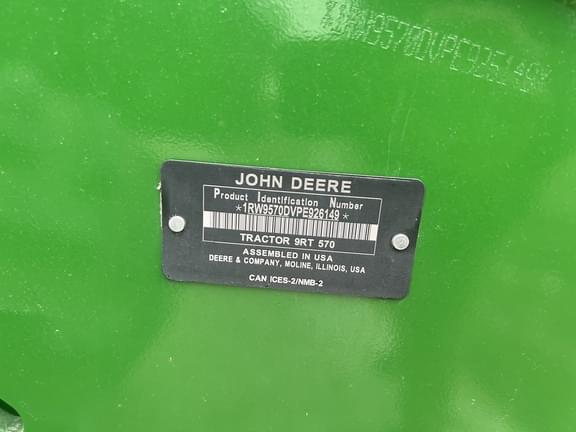 JOHN DEERE
Product Identification Number
*1RW9570DVPE926149*
TRACTOR 9RT 570
ASSEMBLED IN USA
DEERE & COMPANY, MOLINE, ILLINOIS, USA
CAN ICES-2/NMB-2